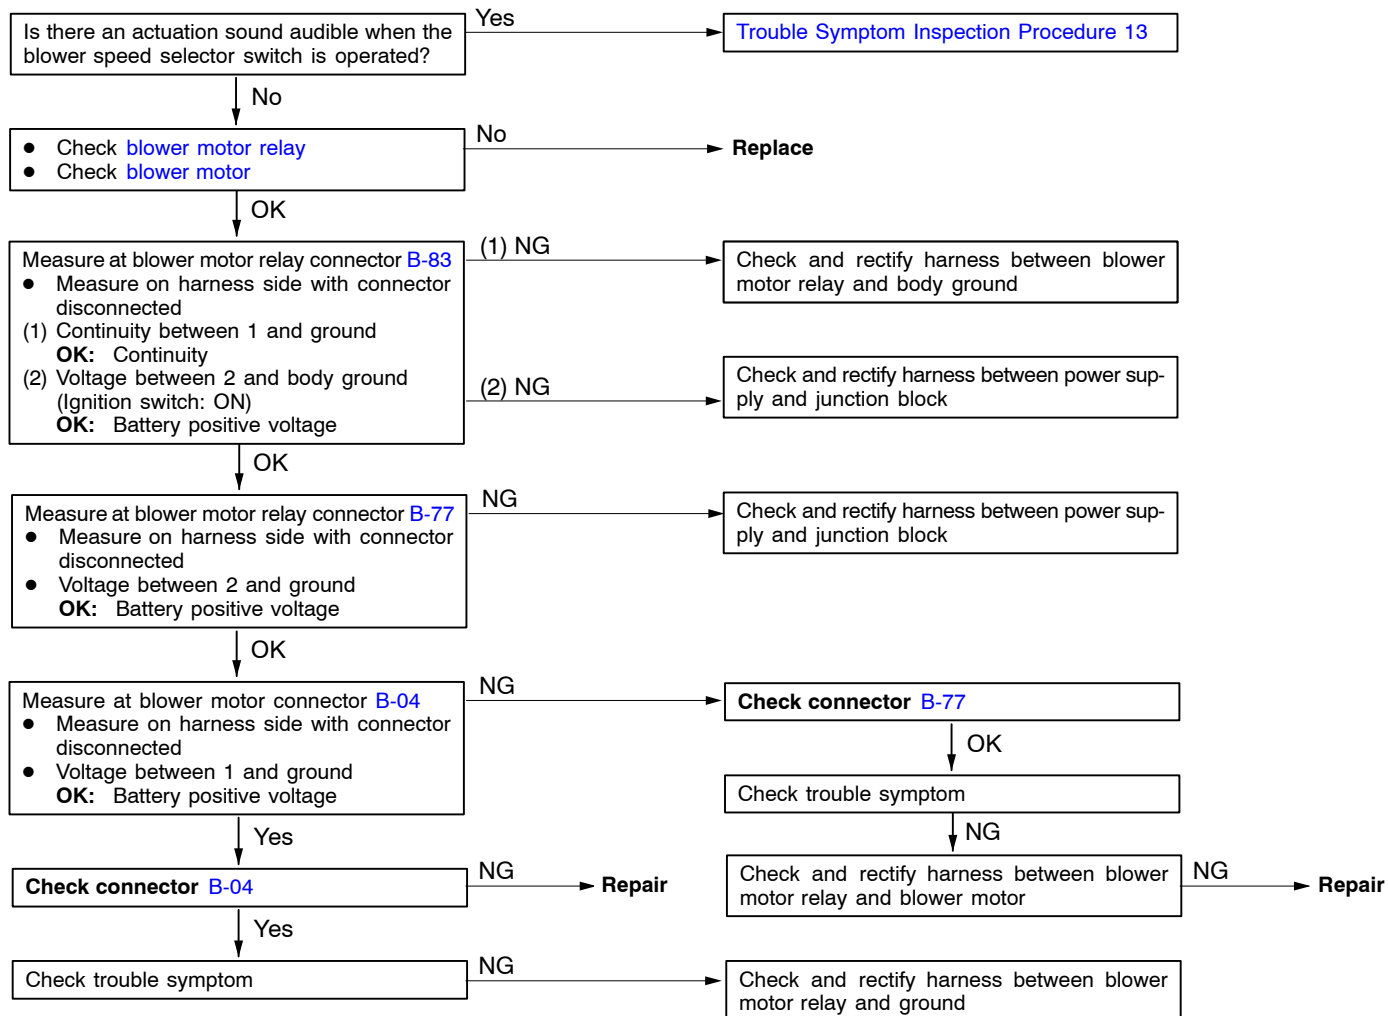 Is there an actuation sound audible when the
blower speed selector switch is operated?
Yes
Trouble Symptom Inspection Procedure 13
No
● Check blower motor relay
● Check blower motor
No
Replace
OK
Measure at blower motor relay connector B-83
● Measure on harness side with connector
disconnected
(1) Continuity between 1 and ground
OK: Continuity
(2) Voltage between 2 and body ground
(Ignition switch: ON)
OK: Battery positive voltage
(1) NG
Check and rectify harness between blower
motor relay and body ground
(2) NG
Check and rectify harness between power sup-
ply and junction block
OK
Measure at blower motor relay connector B-77
● Measure on harness side with connector
disconnected
● Voltage between 2 and ground
OK: Battery positive voltage
NG
Check and rectify harness between power sup-
ply and junction block
OK
Measure at blower motor connector B-04
● Measure on harness side with connector
disconnected
● Voltage between 1 and ground
OK: Battery positive voltage
NG
Check connector B-77
OK
Check trouble symptom
NG
Check and rectify harness between blower
motor relay and blower motor
NG
Repair
Yes
Check connector B-04
NG
Repair
Yes
Check trouble symptom
NG
Check and rectify harness between blower
motor relay and ground